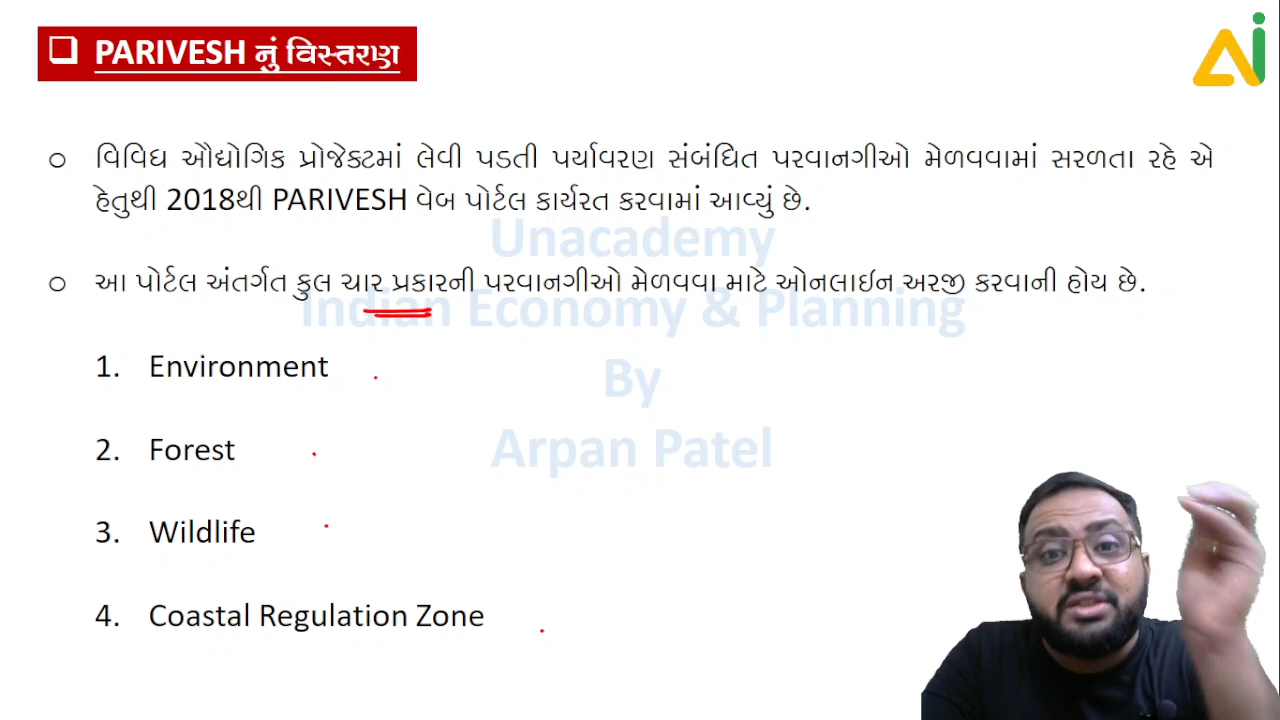 PARIVESH નું વિસ્તરણ
વિવિધ ઔદ્યોગિક પ્રોજેક્ટમાં લેવી પડતી પર્યાવરણ સંબંધિત પરવાનગીઓ મેળવવામાં સરળતા રહે એ
હેતુથી 2018થી PARIVESH વેબ પોર્ટલ કાર્યરત કરવામાં આવ્યું છે.
Unacademy
આ પોર્ટલ અંતર્ગત કુલ ચાર પ્રકારની પરવાનગીઓ મેળવવા માટે ઓનલાઈન અરજી કરવાની હોય છે.
Indian Economy & Planning
1. Environment
By
2. Forest
Arpan Patel
3. Wildlife
4. Coastal Regulation Zone